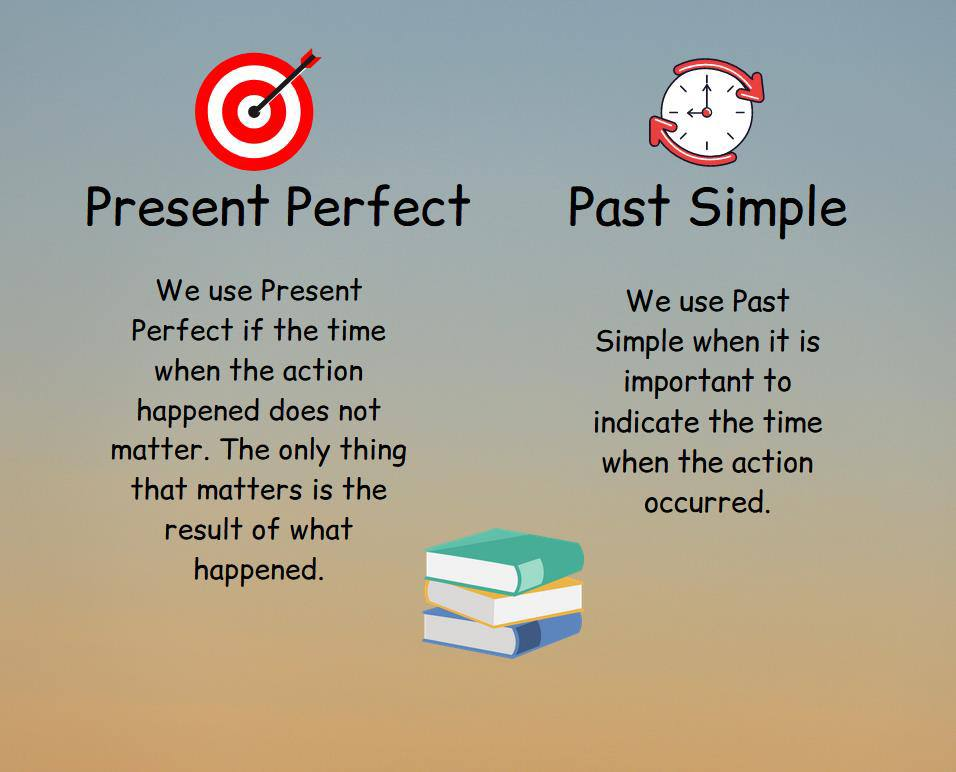 Present Perfect
We use Present
Perfect if the time
when the action
happened does not
matter. The only thing
that matters is the
result of what
happened.
Past Simple
We use Past
Simple when it is
important to
indicate the time
when the action
occurred.